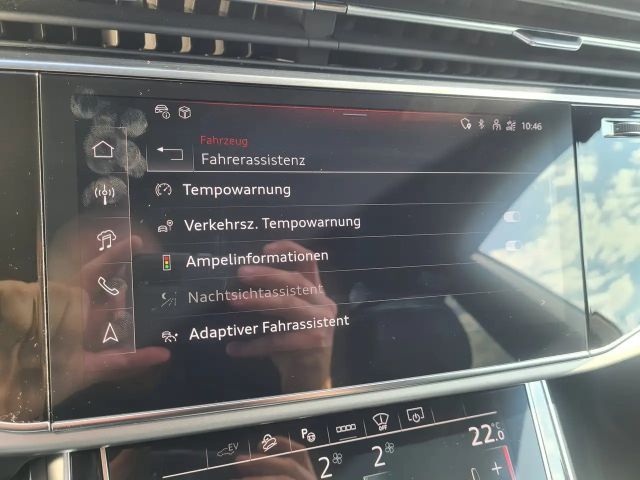 10:46
Fahrzeug
Fahrerassistenz
Tempowarnung
Verkehrsz. Tempowarnung
Ampelinformationen
Nachtsichtassistent
Adaptiver Fahrassistent
EV
P
OFF
22.0 °C
2
2
+